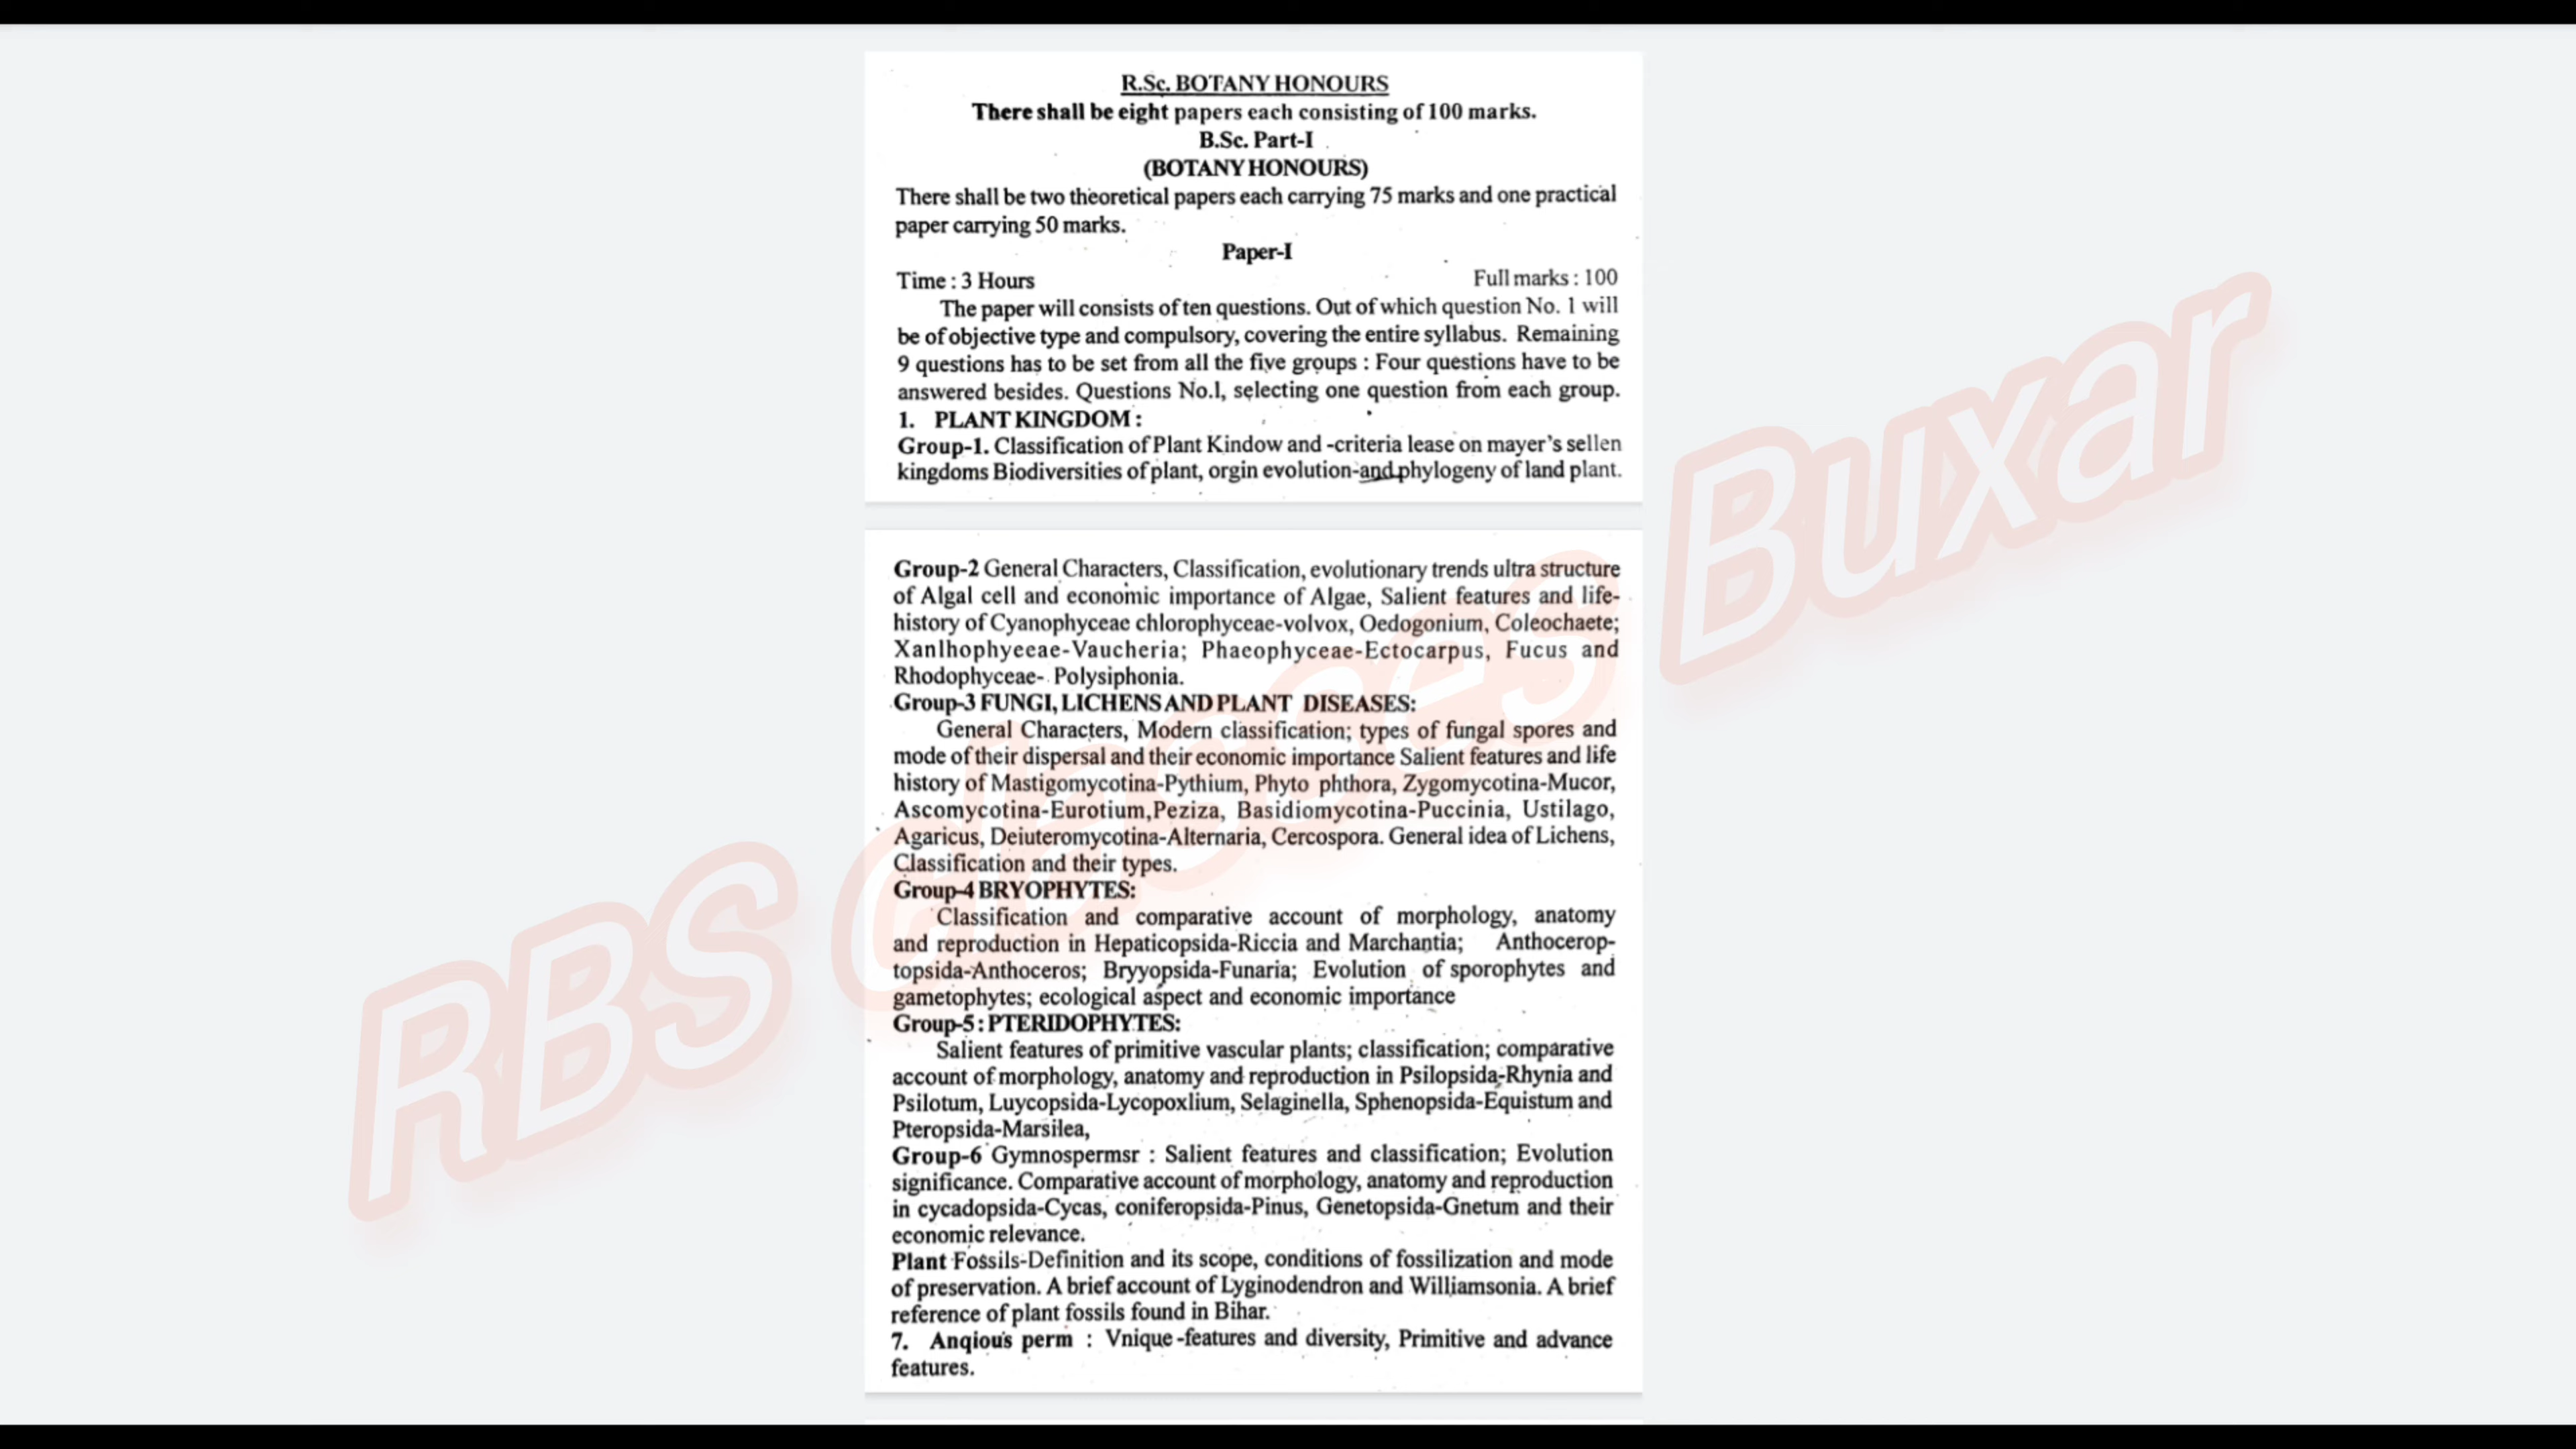 R.Sc. BOTANY HONOURS
There shall be eight papers each consisting of 100 marks.
B.Sc. Part-I
(BOTANY HONOURS)
There shall be two theoretical papers each carrying 75 marks and one practical
paper carrying 50 marks.
Paper-I
Time : 3 Hours Full marks : 100
The paper will consists of ten questions. Out of which question No. 1 will
be of objective type and compulsory, covering the entire syllabus. Remaining
9 questions has to be set from all the five groups : Four questions have to be
answered besides. Questions No.l, selecting one question from each group.
1. PLANT KINGDOM :
Group-1. Classification of Plant Kindow and -criteria lease on mayer's sellen
kingdoms Biodiversities of plant, orgin evolution-and phylogeny of land plant.
Group-2 General Characters, Classification, evolutionary trends ultra structure
of Algal cell and economic importance of Algae, Salient features and life-
history of Cyanophyceae chlorophyceae-volvox, Oedogonium, Coleochaete;
Xanlhophyeeae-Vaucheria; Phaeophyceae-Ectocarpus, Fucus and
Rhodophyceae- Polysiphonia.
Group-3 FUNGI, LICHENS AND PLANT DISEASES:
General Characters, Modern classification; types of fungal spores and
mode of their dispersal and their economic importance Salient features and life
history of Mastigomycotina-Pythium, Phyto phthora, Zygomycotina-Mucor,
Ascomycotina-Eurotium,Peziza, Basidiomycotina-Puccinia, Ustilago,
Agaricus, Deiuteromycotina-Alternaria, Cercospora. General idea of Lichens,
Classification and their types.
Group-4 BRYOPHYTES:
Classification and comparative account of morphology, anatomy
and reproduction in Hepaticopsida-Riccia and Marchantia; Anthocerop-
topsida-Anthoceros; Bryyopsida-Funaria; Evolution of sporophytes and
gametophytes; ecological aspect and economic importance
Group-5 : PTERIDOPHYTES:
Salient features of primitive vascular plants; classification; comparative
account of morphology, anatomy and reproduction in Psilopsida-Rhynia and
Psilotum, Luycopsida-Lycopoxlium, Selaginella, Sphenopsida-Equistum and
Pteropsida-Marsilea,
Group-6 Gymnospermsr : Salient features and classification; Evolution
significance. Comparative account of morphology, anatomy and reproduction
in cycadopsida-Cycas, coniferopsida-Pinus, Genetopsida-Gnetum and their
economic relevance.
Plant Fossils-Definition and its scope, conditions of fossilization and mode
of preservation. A brief account of Lyginodendron and Williamsonia. A brief
reference of plant fossils found in Bihar.
7. Anqious perm : Vnique -features and diversity, Primitive and advance
features.
RBS classes Buxar